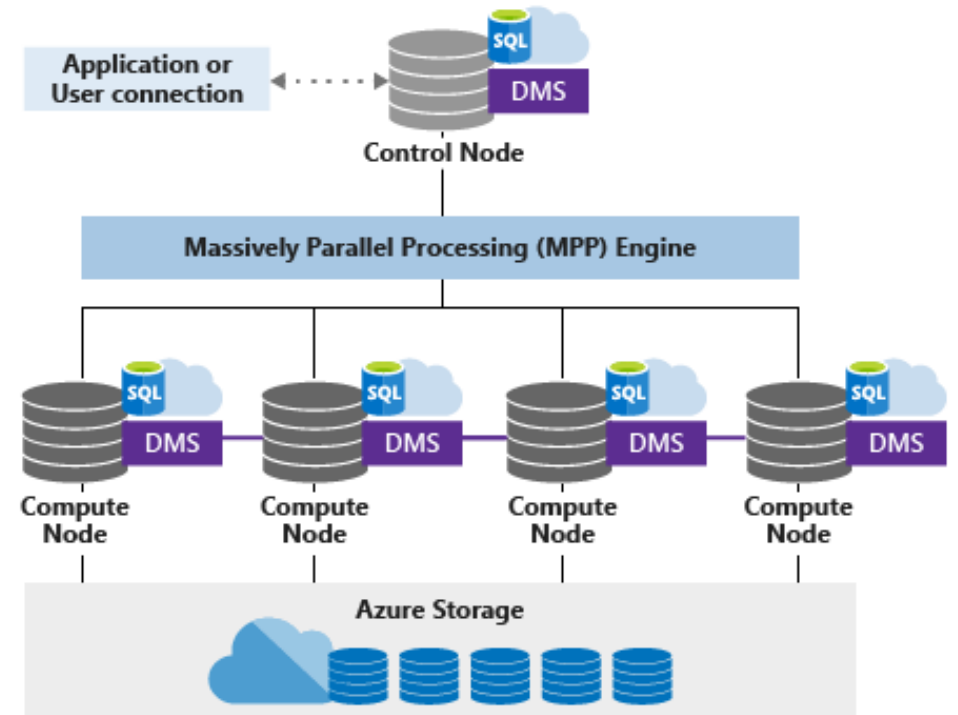 SQL
Application or
User connection
DMS
Control Node
Massively Parallel Processing (MPP) Engine
SQL
SQL
SQL
SQL
DMS
DMS
DMS
DMS
Compute
Node
Compute
Node
Compute
Node
Compute
Node
Azure Storage